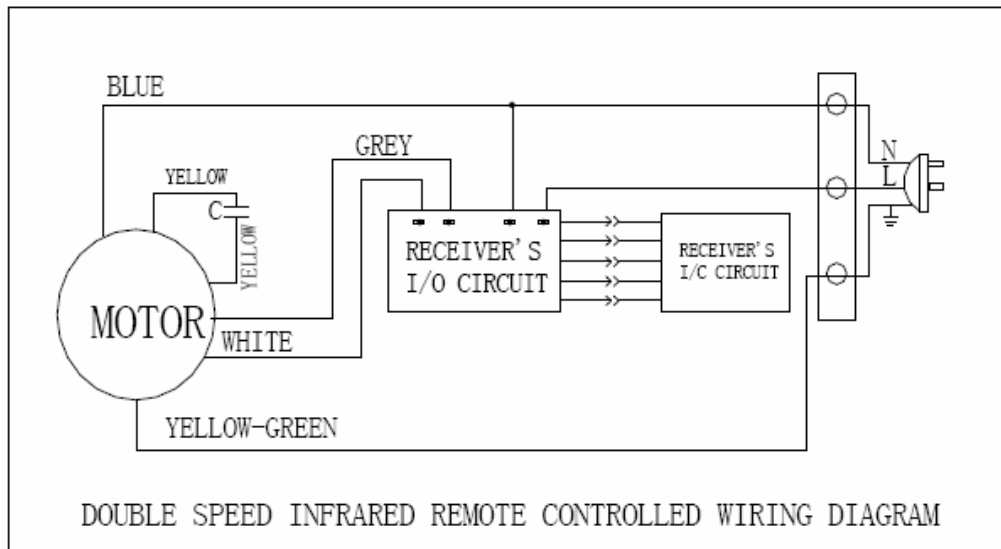 BLUE
GREY
YELLOW
C
YELLOW
N
L
RECEIVER'S
I/O CIRCUIT
RECEIVER'S
I/C CIRCUIT
MOTOR
WHITE
YELLOW-GREEN
DOUBLE SPEED INFRARED REMOTE CONTROLLED WIRING DIAGRAM